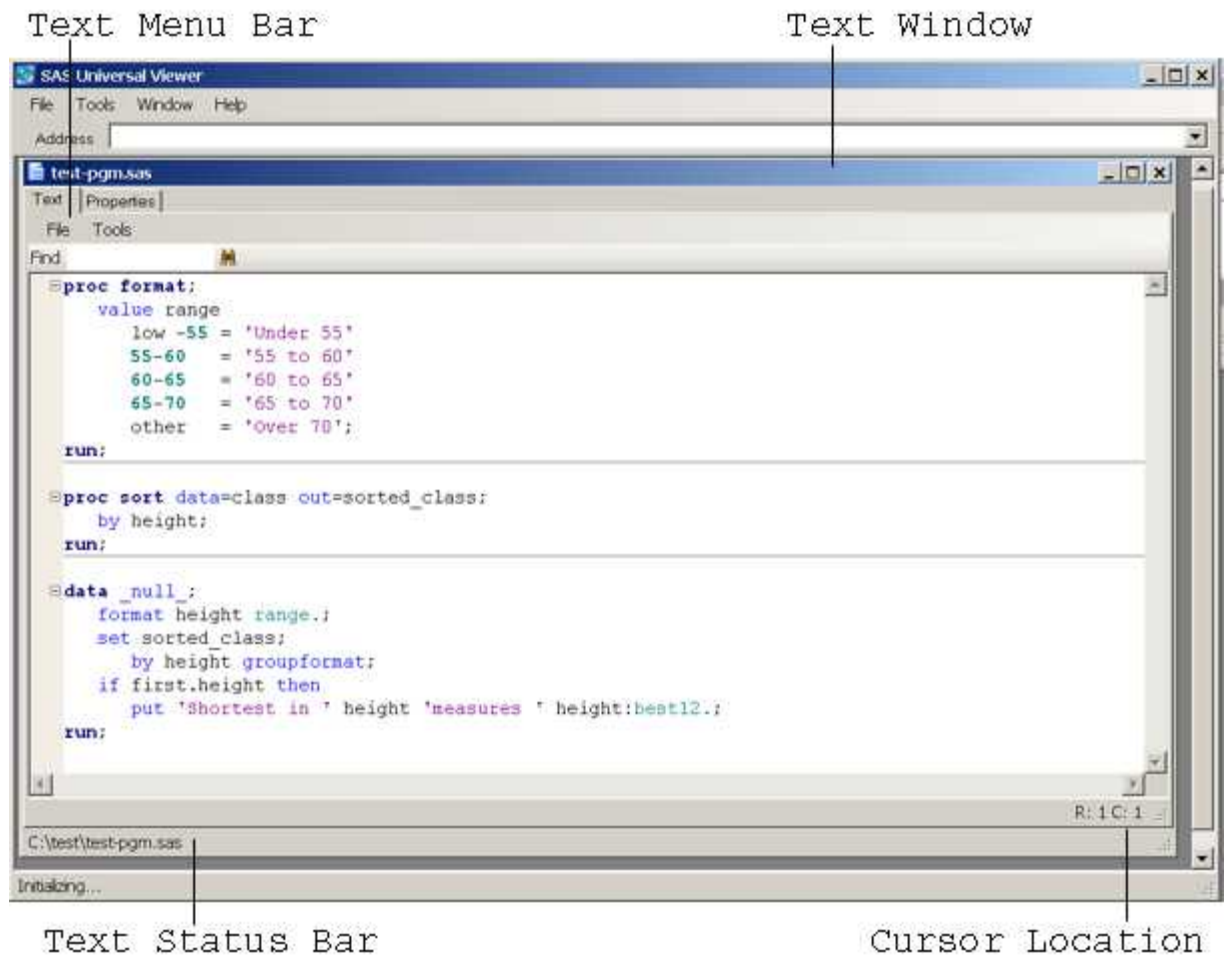 Text Menu Bar
Text Window
SAS Universal Viewer
File Tools Window Help
Address
test-pgm.sas
Text Properties
File Tools
Find
proc format;
value range
low -55 = 'Under 55'
55-60 = '55 to 60'
60-65 = '60 to 65'
65-70 = '65 to 70'
other = 'Over 70';
run;
proc sort data=class out=sorted_class;
by height;
run;
data _null_;
format height range.;
set sorted_class;
by height groupformat;
if first.height then
put 'Shortest in ' height 'measures ' height:best12.;
run;
R: 1 C: 1
C:\test\test-pgm.sas
Initializing...
Text Status Bar
Cursor Location